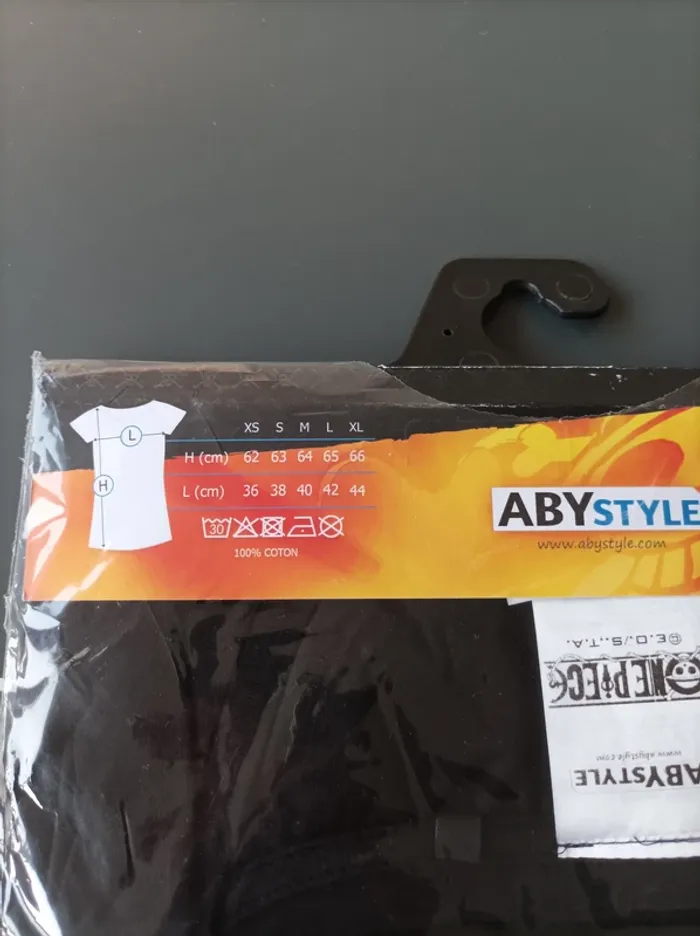 XS S M L XL
H (cm) 62 63 64 65 66
L (cm) 36 38 40 42 44
L
H
30
100% COTON
ABYSTYLE
www.abystyle.com
©E.D/S.,T.A.
ONE PIECE
www.abystyle.com
ABYSTYLE